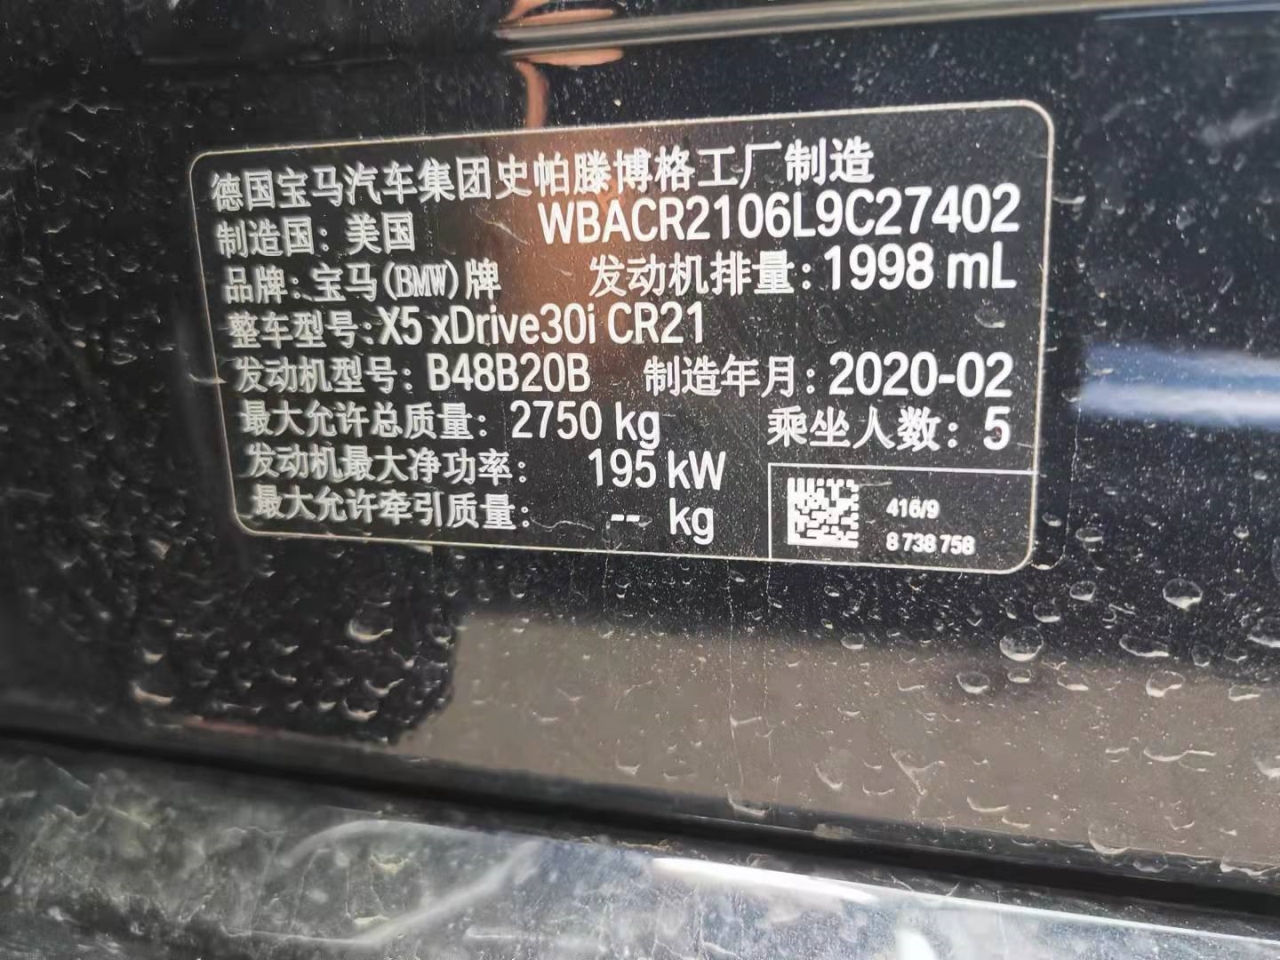 德国宝马汽车集团史帕滕博格工厂制造
制造国：美国 WBACR2106L9C27402
品牌：宝马(BMW)牌 发动机排量：1998 mL
整车型号：X5 xDrive30i CR21
发动机型号：B48B20B 制造年月：2020-02
最大允许总质量：2750 kg 乘坐人数：5
发动机最大净功率：195 kW
最大允许牵引质量：-- kg
416/9
8 738 758